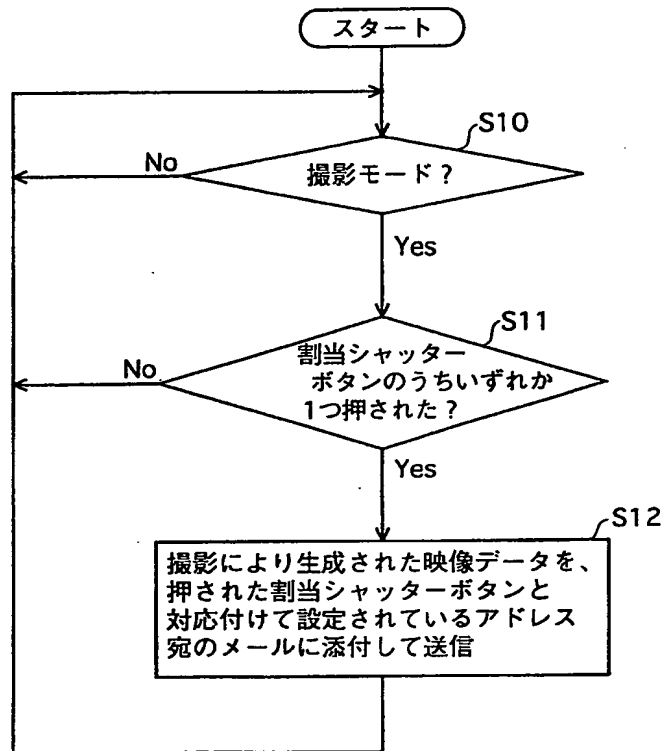 スタート
S10
No
撮影モード？
Yes
S11
割当シャッター
ボタンのうちいずれか
1つ押された？
No
Yes
S12
撮影により生成された映像データを、
押された割当シャッターボタンと
対応付けて設定されているアドレス
宛のメールに添付して送信